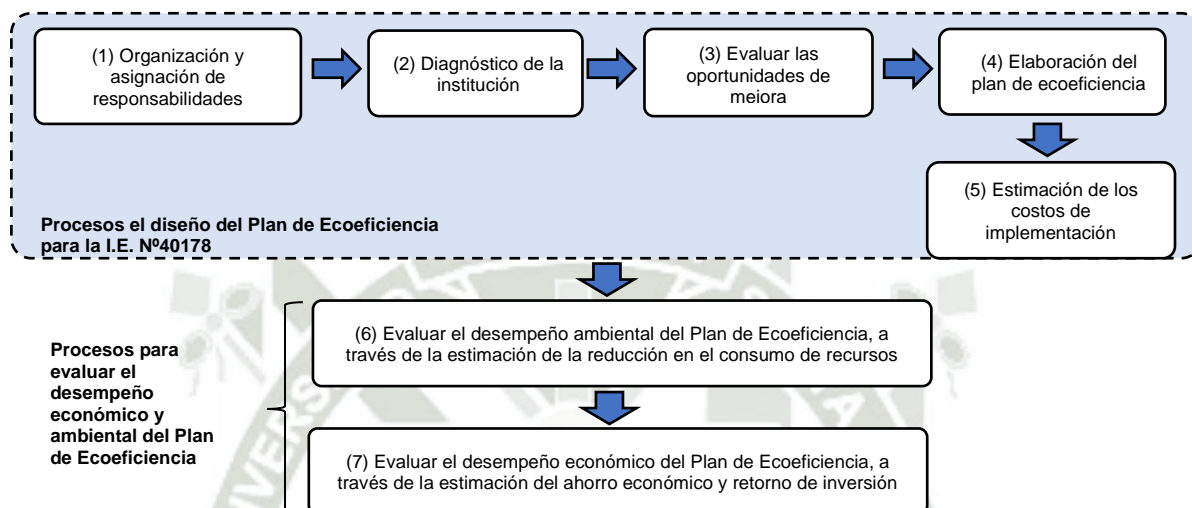 (1) Organización y
asignación de
responsabilidades
(2) Diagnóstico de la
institución
(3) Evaluar las
oportunidades de
meiora
(4) Elaboración del
plan de ecoeficiencia
(5) Estimación de los
costos de
implementación
Procesos el diseño del Plan de Ecoeficiencia
para la I.E. Nº40178
(6) Evaluar el desempeño ambiental del Plan de Ecoeficiencia, a
través de la estimación de la reducción en el consumo de recursos
Procesos para
evaluar el
desempeño
económico y
ambiental del Plan
de Ecoeficiencia
(7) Evaluar el desempeño económico del Plan de Ecoeficiencia, a
través de la estimación del ahorro económico y retorno de inversión